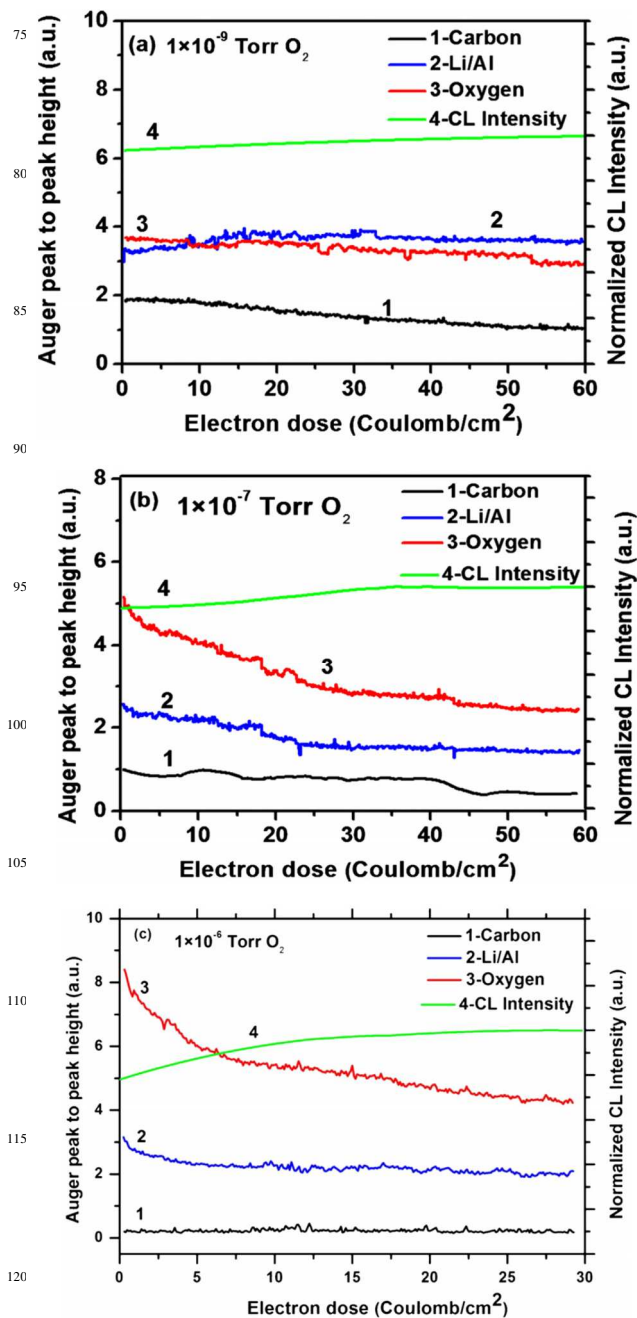 75
80
85
90
95
100
105
110
115
120
(a) 1×10⁻⁹ Torr O₂
1-Carbon
2-Li/Al
3-Oxygen
4-CL Intensity
4
3
2
1
10
8
6
4
2
0
0 10 20 30 40 50 60
Auger peak to peak height (a.u.)
Normalized CL Intensity (a.u.)
Electron dose (Coulomb/cm²)
(b) 1×10⁻⁷ Torr O₂
1-Carbon
2-Li/Al
3-Oxygen
4-CL Intensity
4
3
2
1
8
6
4
2
0
0 10 20 30 40 50 60
Auger peak to peak height (a.u.)
Normalized CL Intensity (a.u.)
Electron dose (Coulomb/cm²)
(c) 1×10⁻⁶ Torr O₂
1-Carbon
2-Li/Al
3-Oxygen
4-CL Intensity
3
4
2
1
10
8
6
4
2
0
0 5 10 15 20 25 30
Auger peak to peak height (a.u.)
Normalized CL Intensity (a.u.)
Electron dose (Coulomb/cm²)